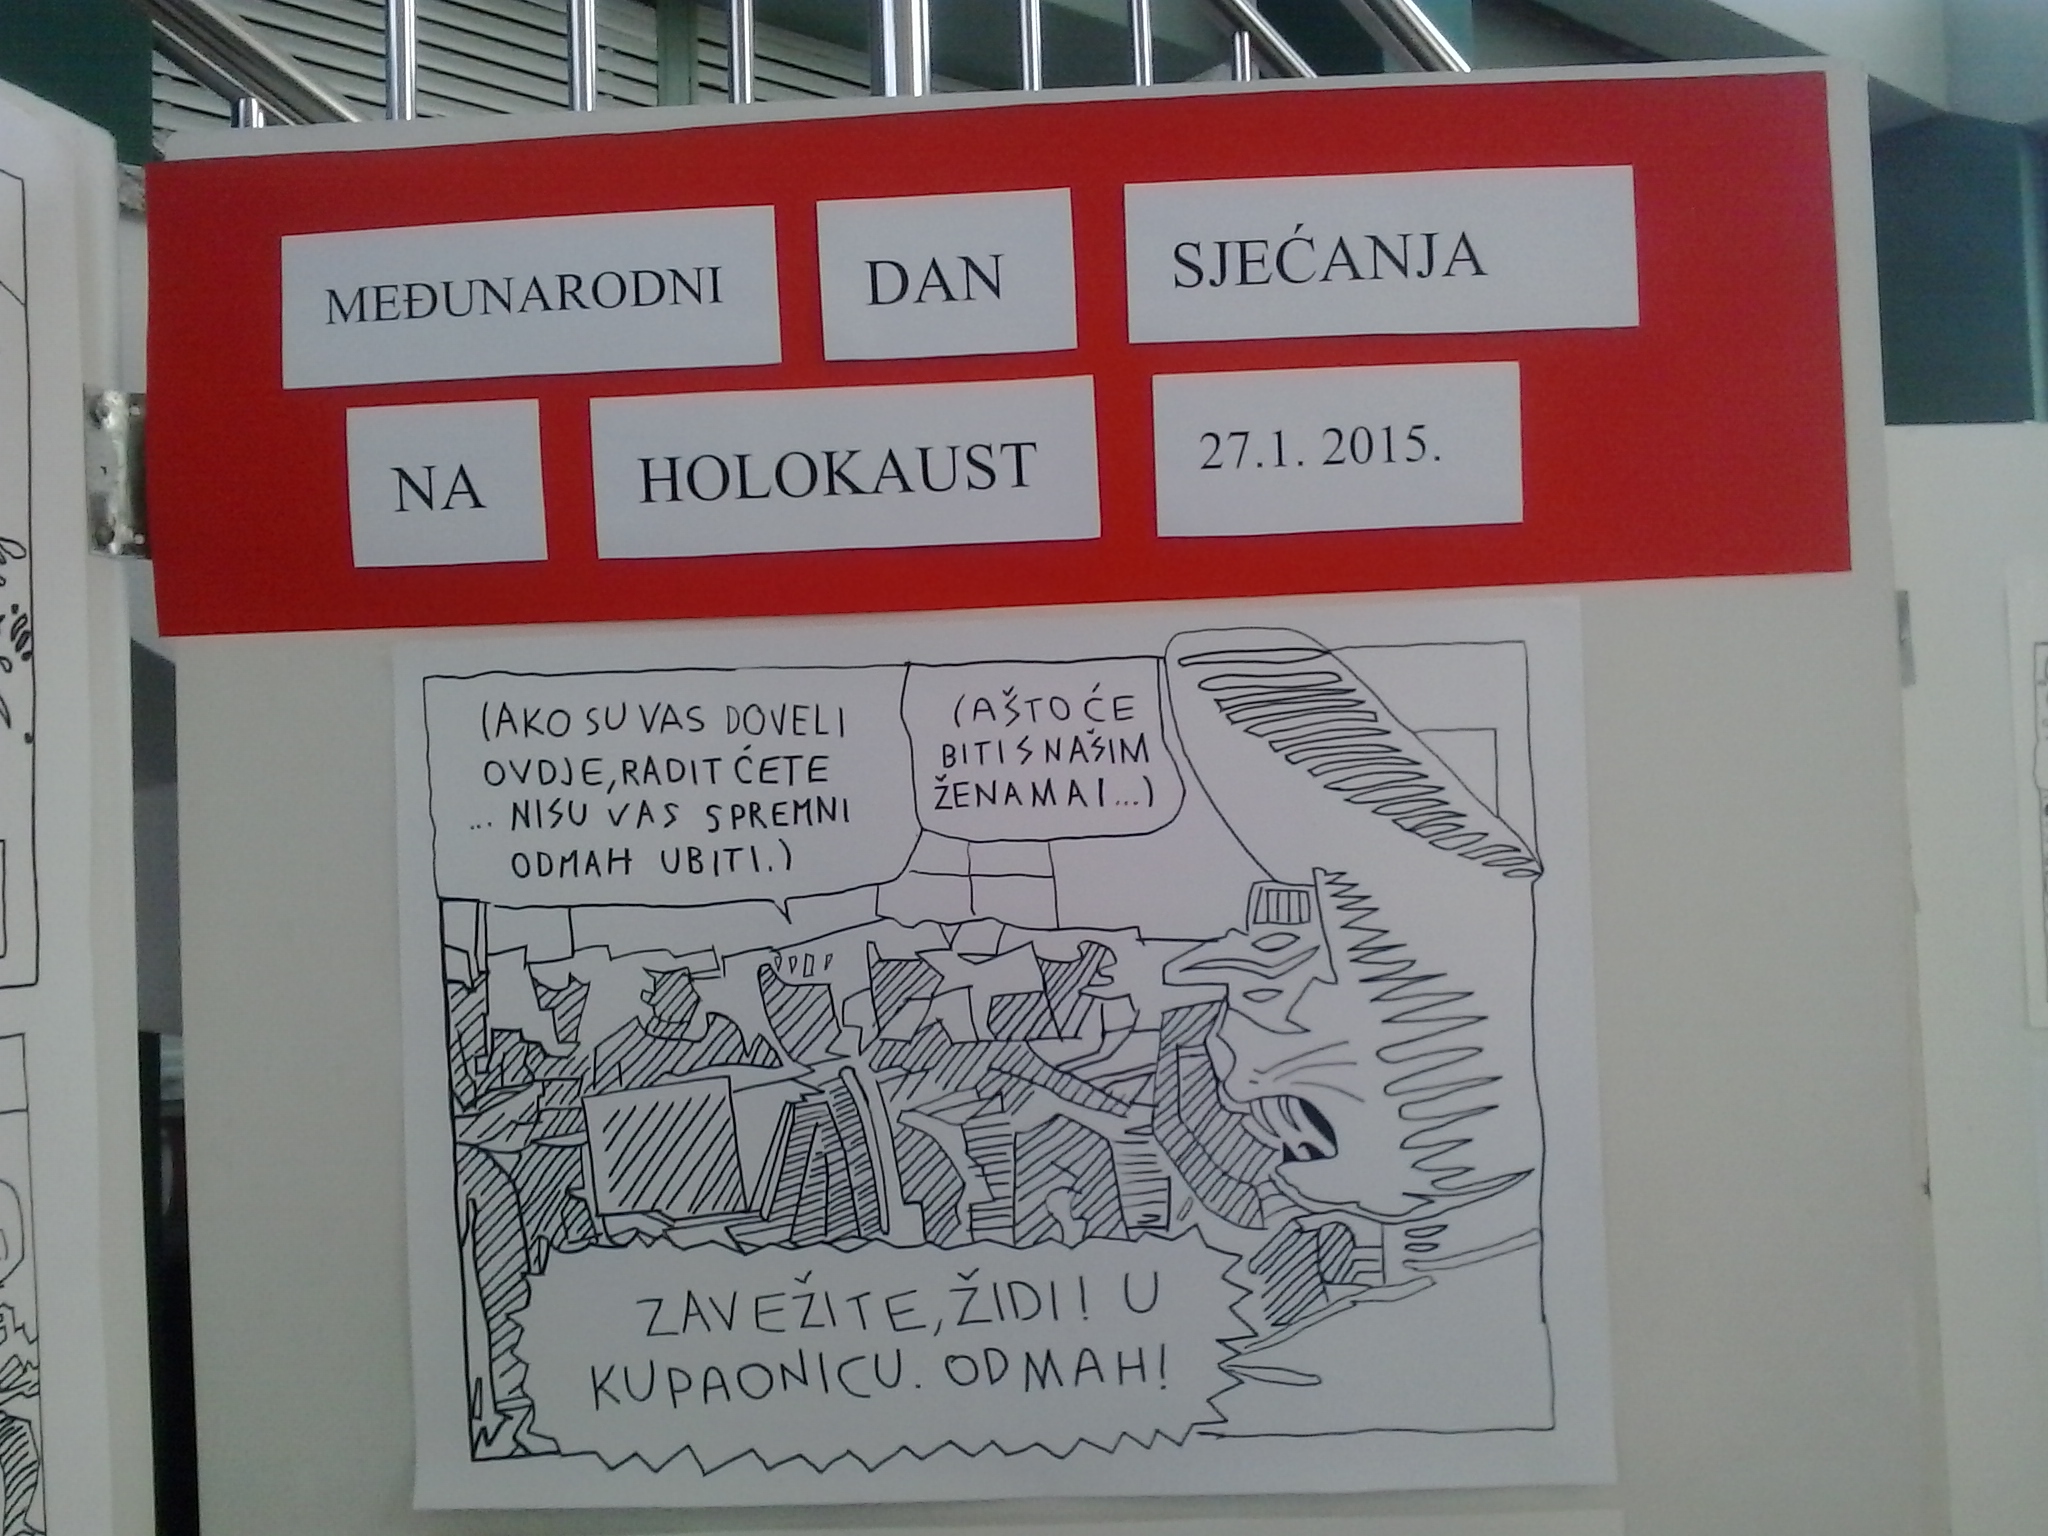 MEĐUNARODNI DAN SJEĆANJA
NA HOLOKAUST 27.1. 2015.
(AKO SU VAS DOVELI
OVDJE, RADIT ĆETE
... NISU VAS SPREMNI
ODMAH UBITI.)
(A ŠTO ĆE
BITI S NAŠIM
ŽENAMA I ...)
ZAVEŽITE, ŽIDI! U
KUPAONICU. ODMAH!